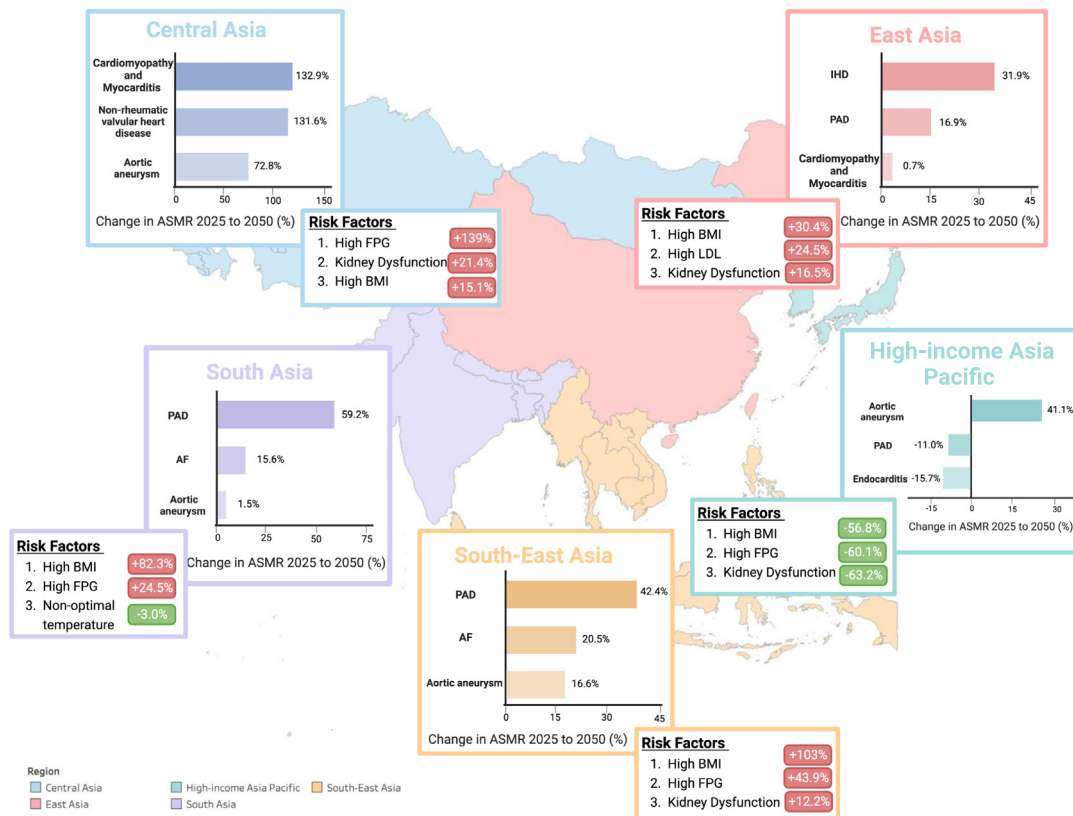 Central Asia
Cardiomyopathy
and
Myocarditis
132.9%
Non-rheumatic
valvular heart
disease
131.6%
Aortic
aneurysm
72.8%
0 50 100 150
Change in ASMR 2025 to 2050 (%)
Risk Factors
1. High FPG +139%
2. Kidney Dysfunction +21.4%
3. High BMI +15.1%
East Asia
IHD 31.9%
PAD 16.9%
Cardiomyopathy
and
Myocarditis
0.7%
0 15 30 45
Change in ASMR 2025 to 2050 (%)
Risk Factors
1. High BMI +30.4%
2. High LDL +24.5%
3. Kidney Dysfunction +16.5%
South Asia
PAD 59.2%
AF 15.6%
Aortic
aneurysm
1.5%
0 25 50 75
Change in ASMR 2025 to 2050 (%)
Risk Factors
1. High BMI +82.3%
2. High FPG +24.5%
3. Non-optimal
temperature
-3.0%
High-income Asia
Pacific
Aortic
aneurysm
41.1%
PAD -11.0%
Endocarditis -15.7%
-15 0 15 30
Change in ASMR 2025 to 2050 (%)
Risk Factors
1. High BMI -56.8%
2. High FPG -60.1%
3. Kidney Dysfunction -63.2%
South-East Asia
PAD 42.4%
AF 20.5%
Aortic aneurysm 16.6%
0 15 30 45
Change in ASMR 2025 to 2050 (%)
Risk Factors
1. High BMI +103%
2. High FPG +43.9%
3. Kidney Dysfunction +12.2%
Region
Central Asia
High-income Asia Pacific
South-East Asia
East Asia
South Asia